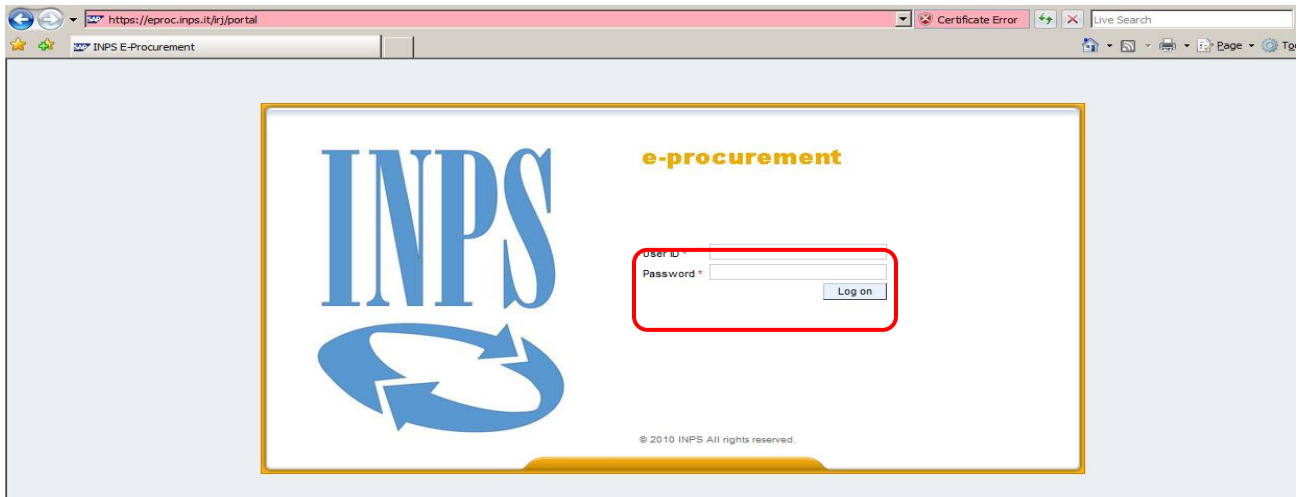 https://eproc.inps.it/irj/portal
Certificate Error
Live Search
INPS E-Procurement
Page
INPS
e-procurement
User ID *
Password *
Log on
© 2010 INPS All rights reserved.